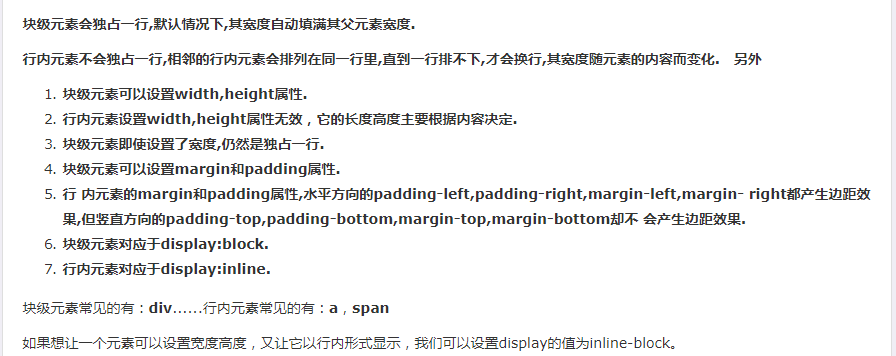 块级元素会独占一行,默认情况下,其宽度自动填满其父元素宽度.
行内元素不会独占一行,相邻的行内元素会排列在同一行里,直到一行排不下,才会换行,其宽度随元素的内容而变化. 另外
1. 块级元素可以设置width,height属性.
2. 行内元素设置width,height属性无效，它的长度高度主要根据内容决定.
3. 块级元素即使设置了宽度,仍然是独占一行.
4. 块级元素可以设置margin和padding属性.
5. 行 内元素的margin和padding属性,水平方向的padding-left,padding-right,margin-left,margin- right都产生边距效
果,但竖直方向的padding-top,padding-bottom,margin-top,margin-bottom却不 会产生边距效果.
6. 块级元素对应于display:block.
7. 行内元素对应于display:inline.
块级元素常见的有：div……行内元素常见的有：a，span
如果想让一个元素可以设置宽度高度，又让它以行内形式显示，我们可以设置display的值为inline-block。